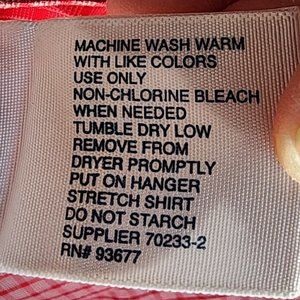 MACHINE WASH WARM
WITH LIKE COLORS
USE ONLY
NON-CHLORINE BLEACH
WHEN NEEDED
TUMBLE DRY LOW
REMOVE FROM
DRYER PROMPTLY
PUT ON HANGER
STRETCH SHIRT
DO NOT STARCH
SUPPLIER 70233-2
RN# 93677